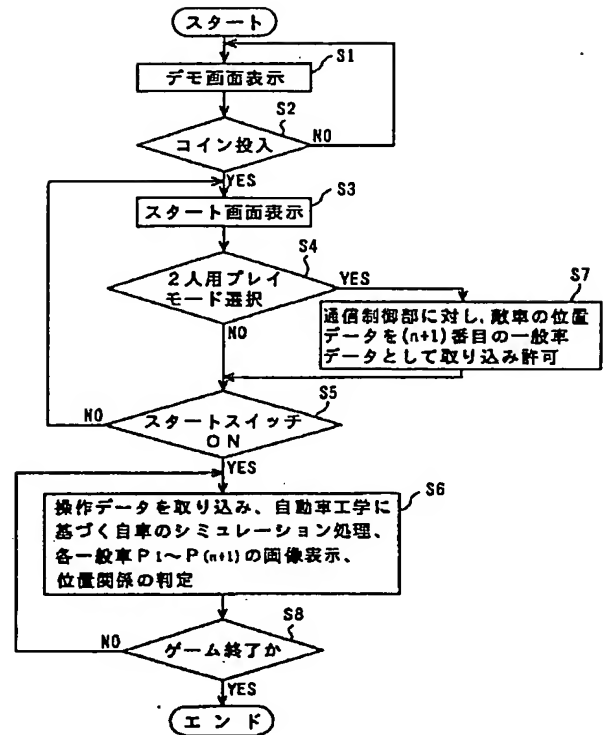 スタート
S1
デモ画面表示
S2
コイン投入
NO
YES
S3
スタート画面表示
S4
2人用プレイ
モード選択
YES
NO
S7
通信制御部に対し、敵車の位置
データを(n+1)番目の一般車
データとして取り込み許可
S5
NO
スタートスイッチ
ON
YES
S6
操作データを取り込み、自動車工学に
基づく自車のシミュレーション処理、
各一般車P1〜P(n+1)の画像表示、
位置関係の判定
S8
NO
ゲーム終了か
YES
エンド